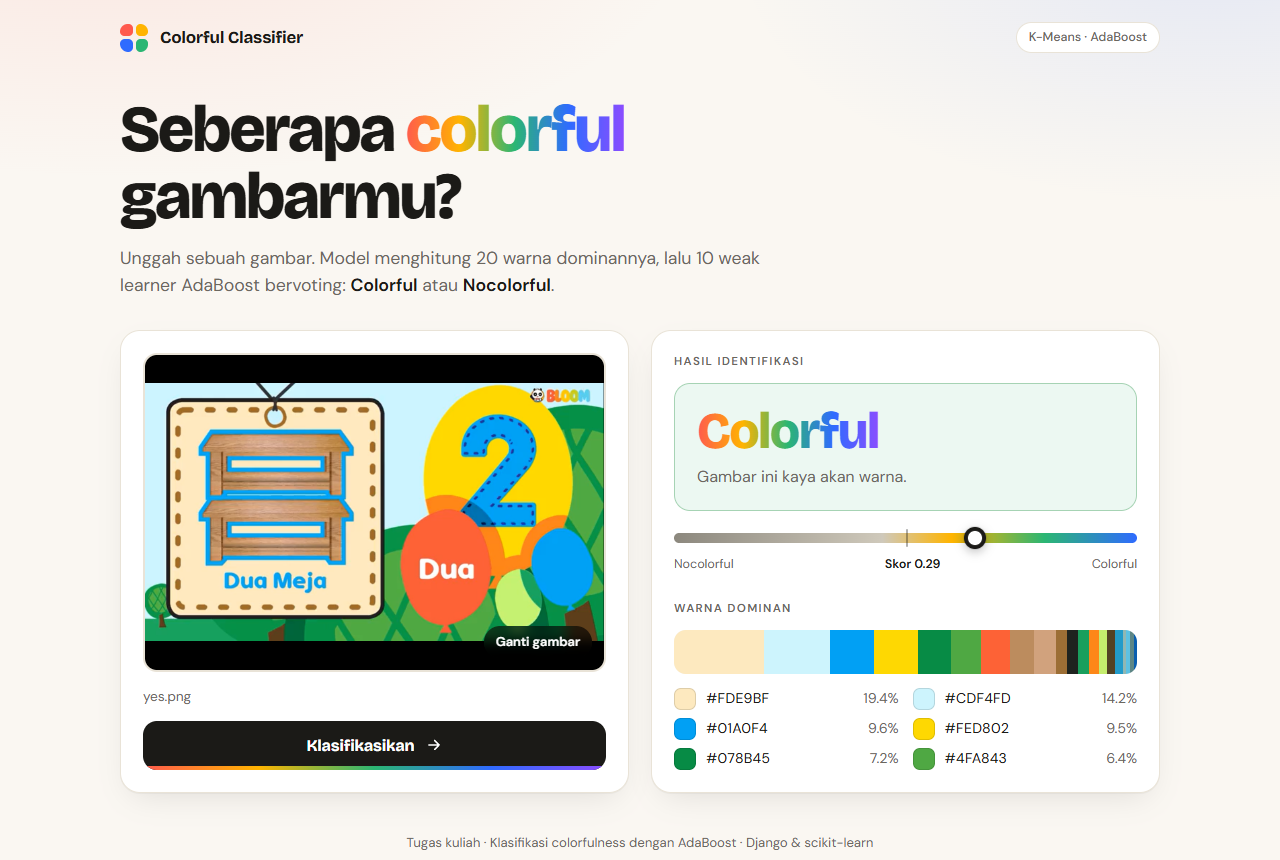 Colorful Classifier
K-Means · AdaBoost
Seberapa colorful
gambarmu?
Unggah sebuah gambar. Model menghitung 20 warna dominannya, lalu 10 weak
learner AdaBoost bervoting: Colorful atau Nocolorful.
BLOOM
2
Dua
Dua Meja
Ganti gambar
yes.png
Klasifikasikan →
HASIL IDENTIFIKASI
Colorful
Gambar ini kaya akan warna.
Nocolorful Skor 0.29 Colorful
WARNA DOMINAN
#FDE9BF 19.4% #CDF4FD 14.2%
#01A0F4 9.6% #FED802 9.5%
#078B45 7.2% #4FA843 6.4%
Tugas kuliah · Klasifikasi colorfulness dengan AdaBoost · Django & scikit-learn